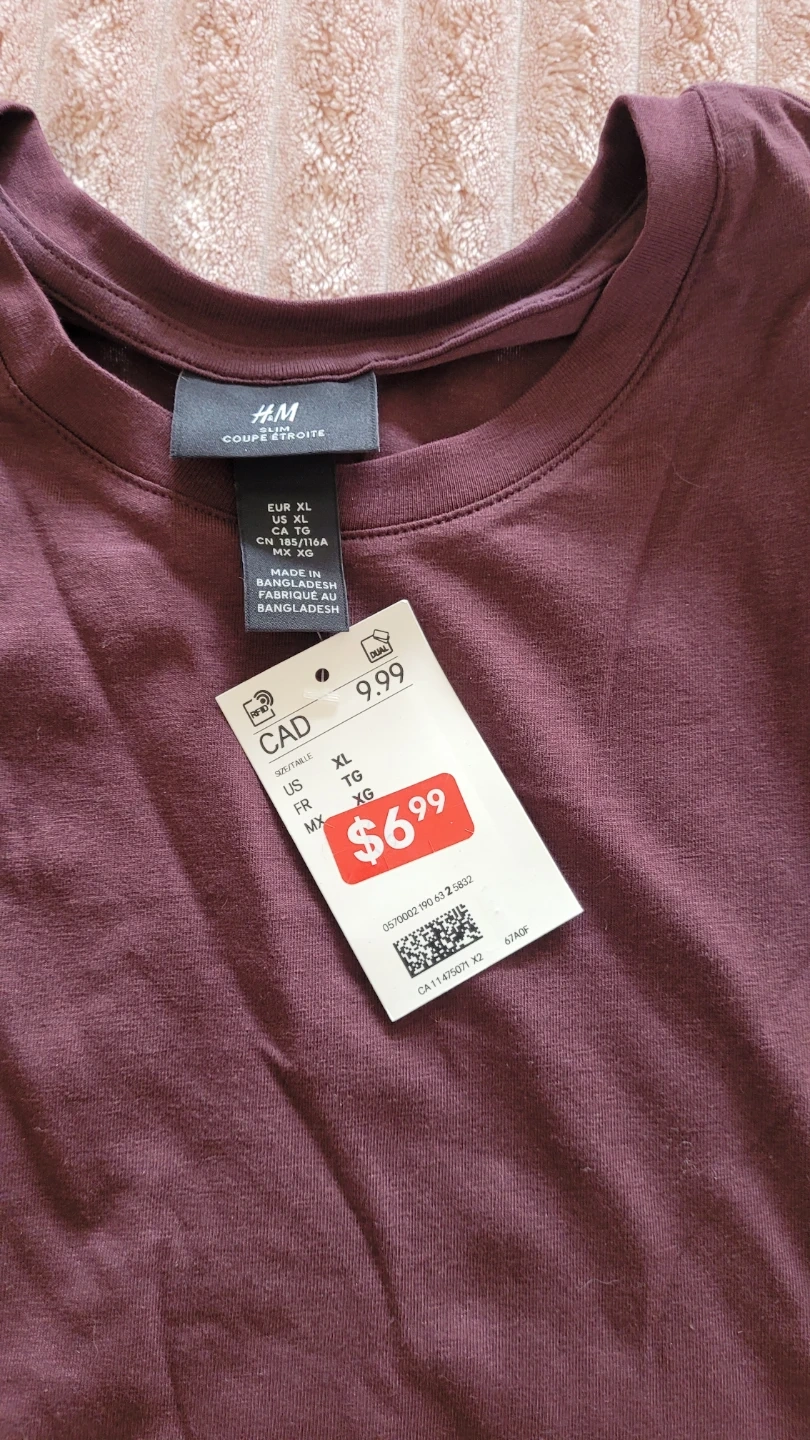 H&M
SLIM
COUPE ÉTROITE
EUR XL
US XL
CA TG
CN 185/116A
MX XG
MADE IN
BANGLADESH
FABRIQUÉ AU
BANGLADESH
RFID
DUAL
CAD 9.99
SIZE/TAILLE
US XL
FR TG
MX XG
$6.99
0570002 190 63 2 5832
CA 11 475071 X2 67A0F